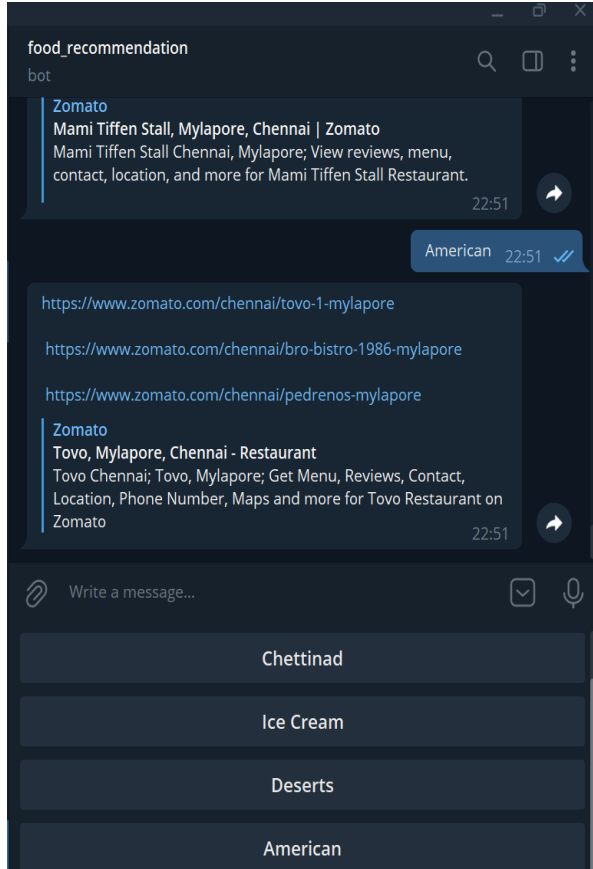 food_recommendation
bot
Zomato
Mami Tiffen Stall, Mylapore, Chennai | Zomato
Mami Tiffen Stall Chennai, Mylapore; View reviews, menu,
contact, location, and more for Mami Tiffen Stall Restaurant.
22:51
American 22:51
https://www.zomato.com/chennai/tovo-1-mylapore
https://www.zomato.com/chennai/bro-bistro-1986-mylapore
https://www.zomato.com/chennai/pedrenos-mylapore
Zomato
Tovo, Mylapore, Chennai - Restaurant
Tovo Chennai; Tovo, Mylapore; Get Menu, Reviews, Contact,
Location, Phone Number, Maps and more for Tovo Restaurant on
Zomato
22:51
Write a message...
Chettinad
Ice Cream
Deserts
American